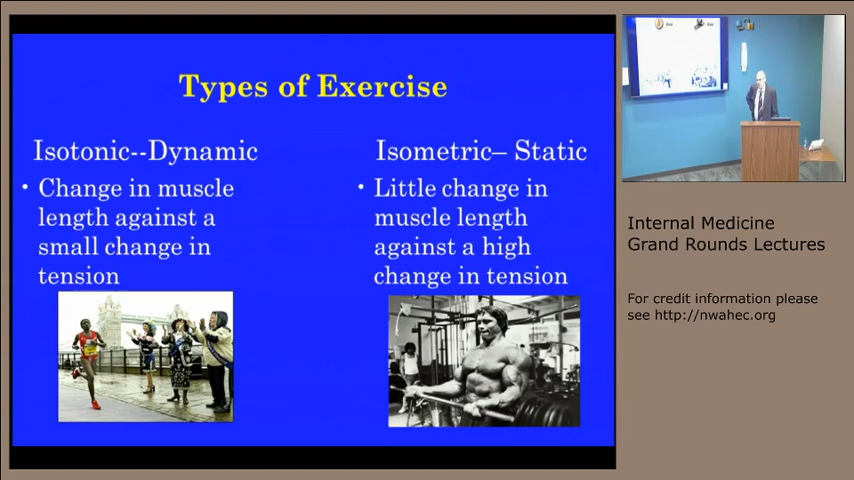 Types of Exercise
Isotonic--Dynamic
• Change in muscle
length against a
small change in
tension
Isometric– Static
• Little change in
muscle length
against a high
change in tension
Internal Medicine
Grand Rounds Lectures
For credit information please
see http://nwahec.org